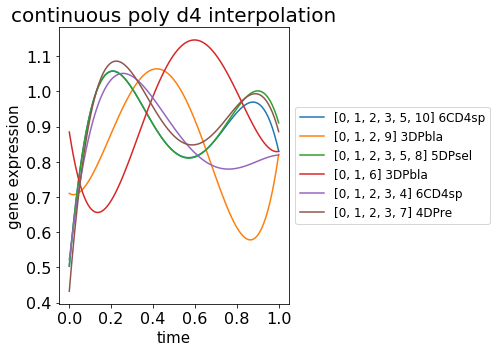 continuous poly d4 interpolation
gene expression
1.1
1.0
0.9
0.8
0.7
0.6
0.5
0.4
0.0 0.2 0.4 0.6 0.8 1.0
time
[0, 1, 2, 3, 5, 10] 6CD4sp
[0, 1, 2, 9] 3DPbla
[0, 1, 2, 3, 5, 8] 5DPsel
[0, 1, 6] 3DPbla
[0, 1, 2, 3, 4] 6CD4sp
[0, 1, 2, 3, 7] 4DPre